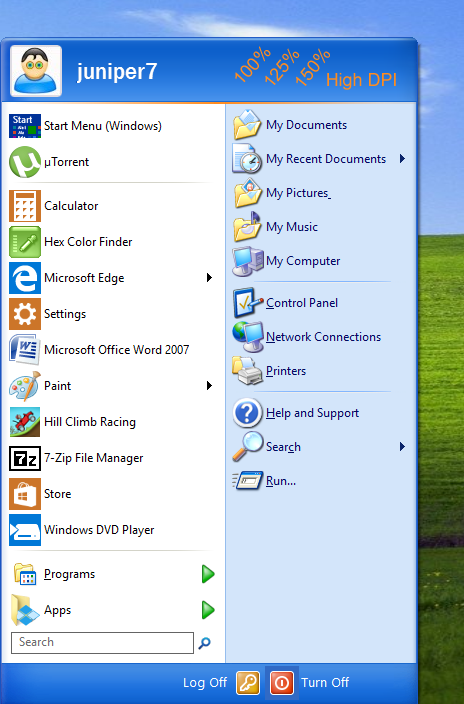 juniper7
100%
125%
150%
High DPI
Start
Start Menu (Windows)
µTorrent
Calculator
Hex Color Finder
Microsoft Edge
Settings
Microsoft Office Word 2007
Paint
Hill Climb Racing
7z
7-Zip File Manager
Store
Windows DVD Player
Programs
Apps
Search
My Documents
My Recent Documents
My Pictures
My Music
My Computer
Control Panel
Network Connections
Printers
Help and Support
Search
Run...
Log Off
Turn Off